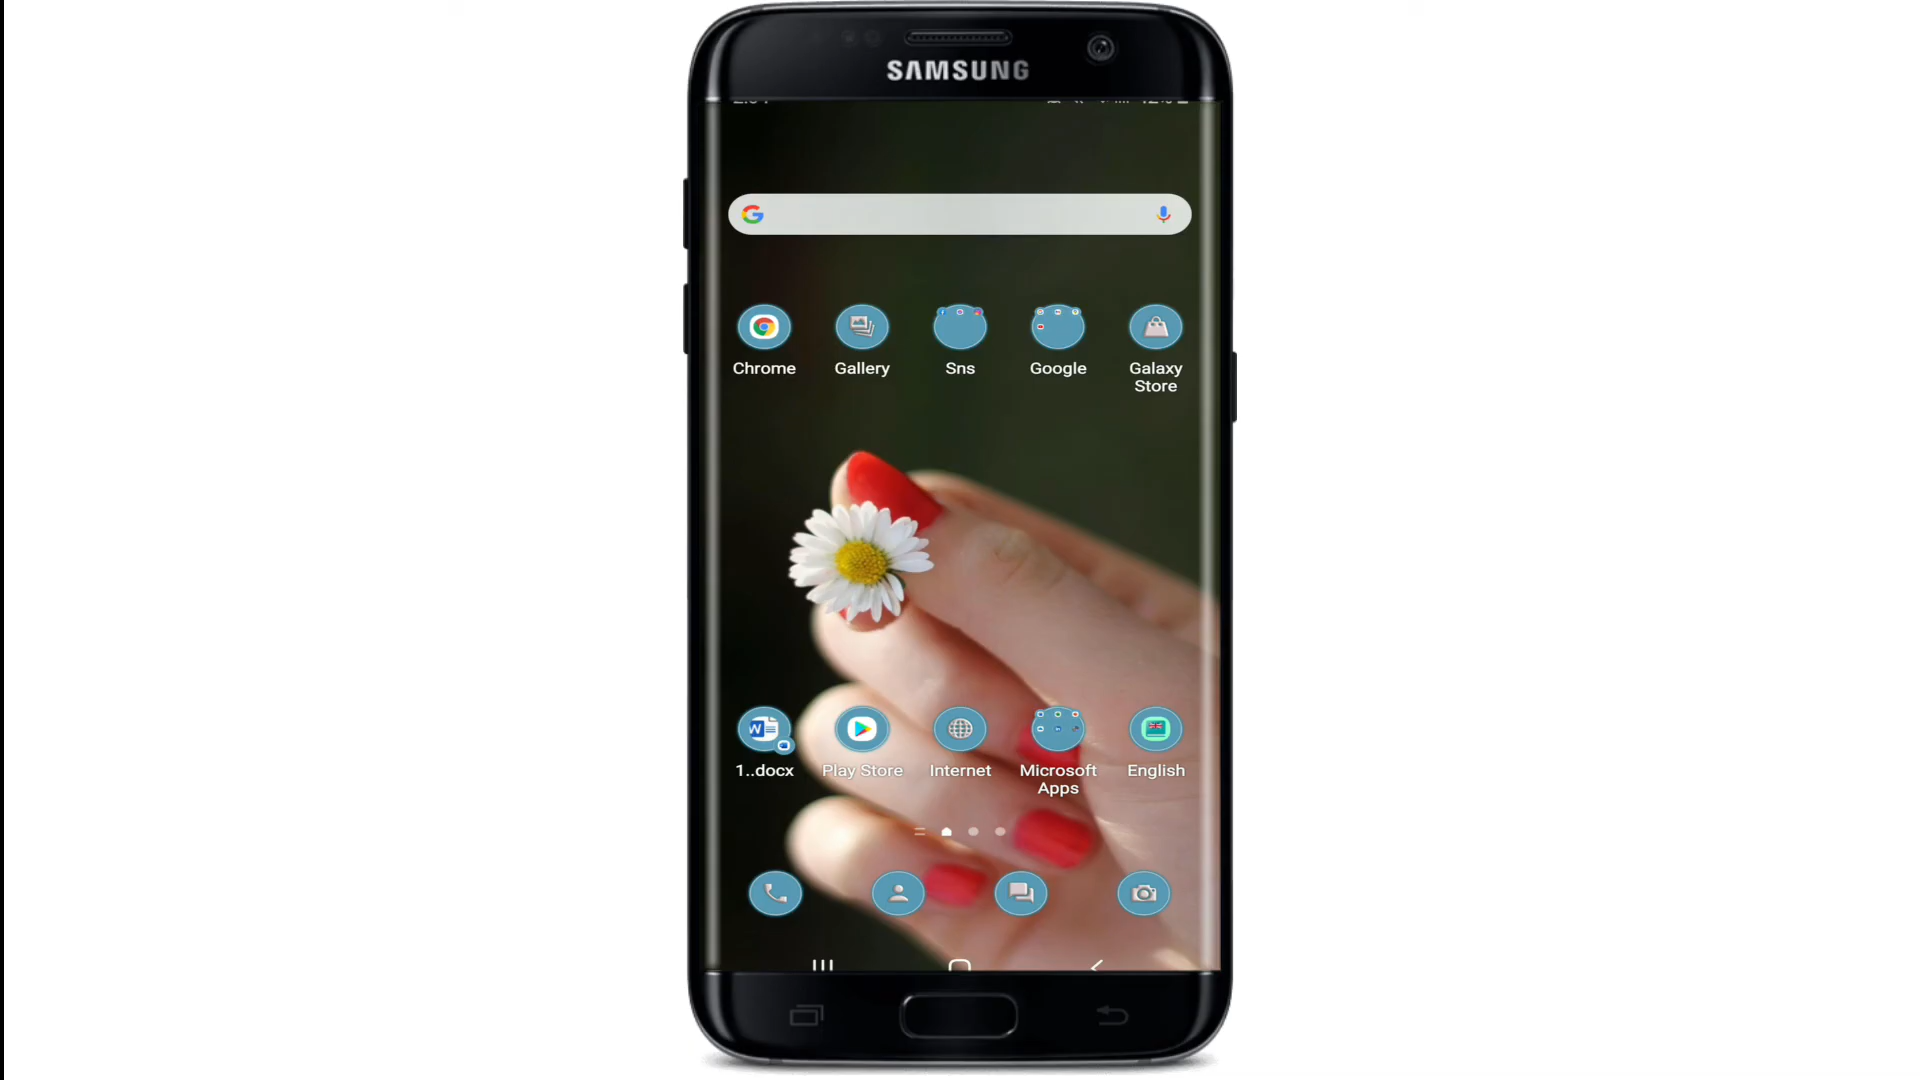 SAMSUNG
Chrome
Gallery
Sns
Google
Galaxy
Store
1..docx
Play Store
Internet
Microsoft
Apps
English